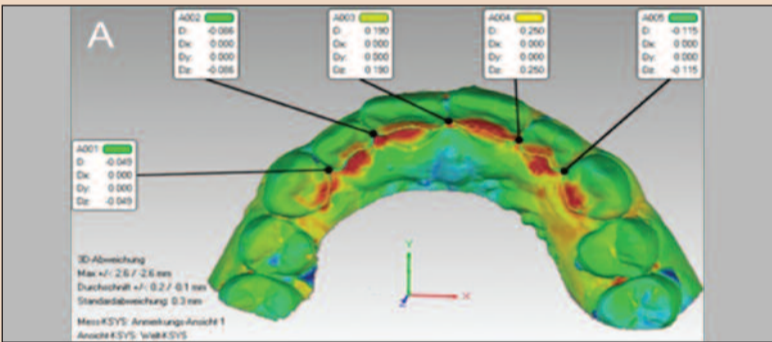 A
A002
D: -0.086
Dx: 0.000
Dy: 0.000
Dz: -0.086
A003
D: 0.190
Dx: 0.000
Dy: 0.000
Dz: 0.190
A004
D: 0.250
Dx: 0.000
Dy: 0.000
Dz: 0.250
A005
D: -0.115
Dx: 0.000
Dy: 0.000
Dz: -0.115
A001
D: -0.049
Dx: 0.000
Dy: 0.000
Dz: -0.049
3D-Abweichung
Max +/-: 2.6 / -2.6 mm
Durchschnitt +/-: 0.2 / -0.1 mm
Standardabweichung: 0.3 mm
Mess-KSYS: Anmerkungs-Ansicht 1
Ansicht-KSYS: Welt-KSYS
Y
X
Z